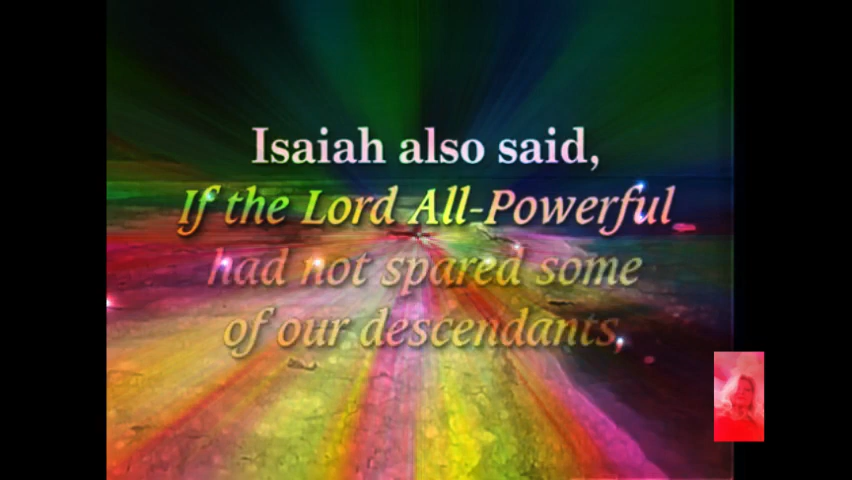 Isaiah also said,
If the Lord All-Powerful
had not spared some
of our descendants,